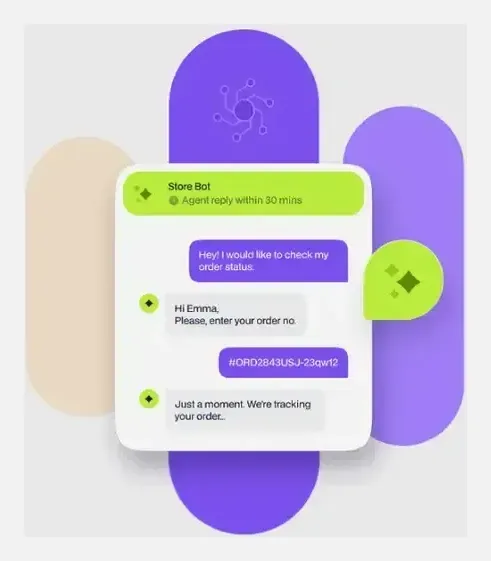 Store Bot
Agent reply within 30 mins
Hey! I would like to check my
order status.
Hi Emma,
Please, enter your order no.
#ORD2843USJ-23qw12
Just a moment. We're tracking
your order...